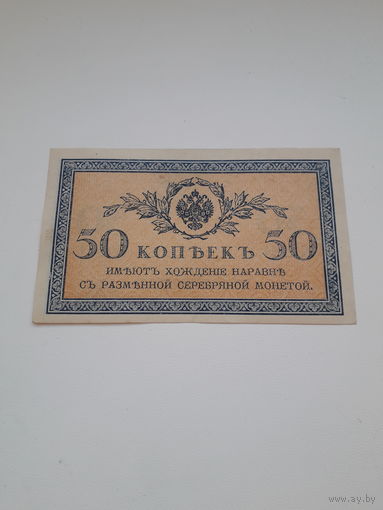 50 КОПѢЕКЪ 50
ИМѢЮТЪ ХОЖДЕНІЕ НАРАВНѢ
СЪ РАЗМѢННОЙ СЕРЕБРЯНОЙ МОНЕТОЙ.
www.ay.by